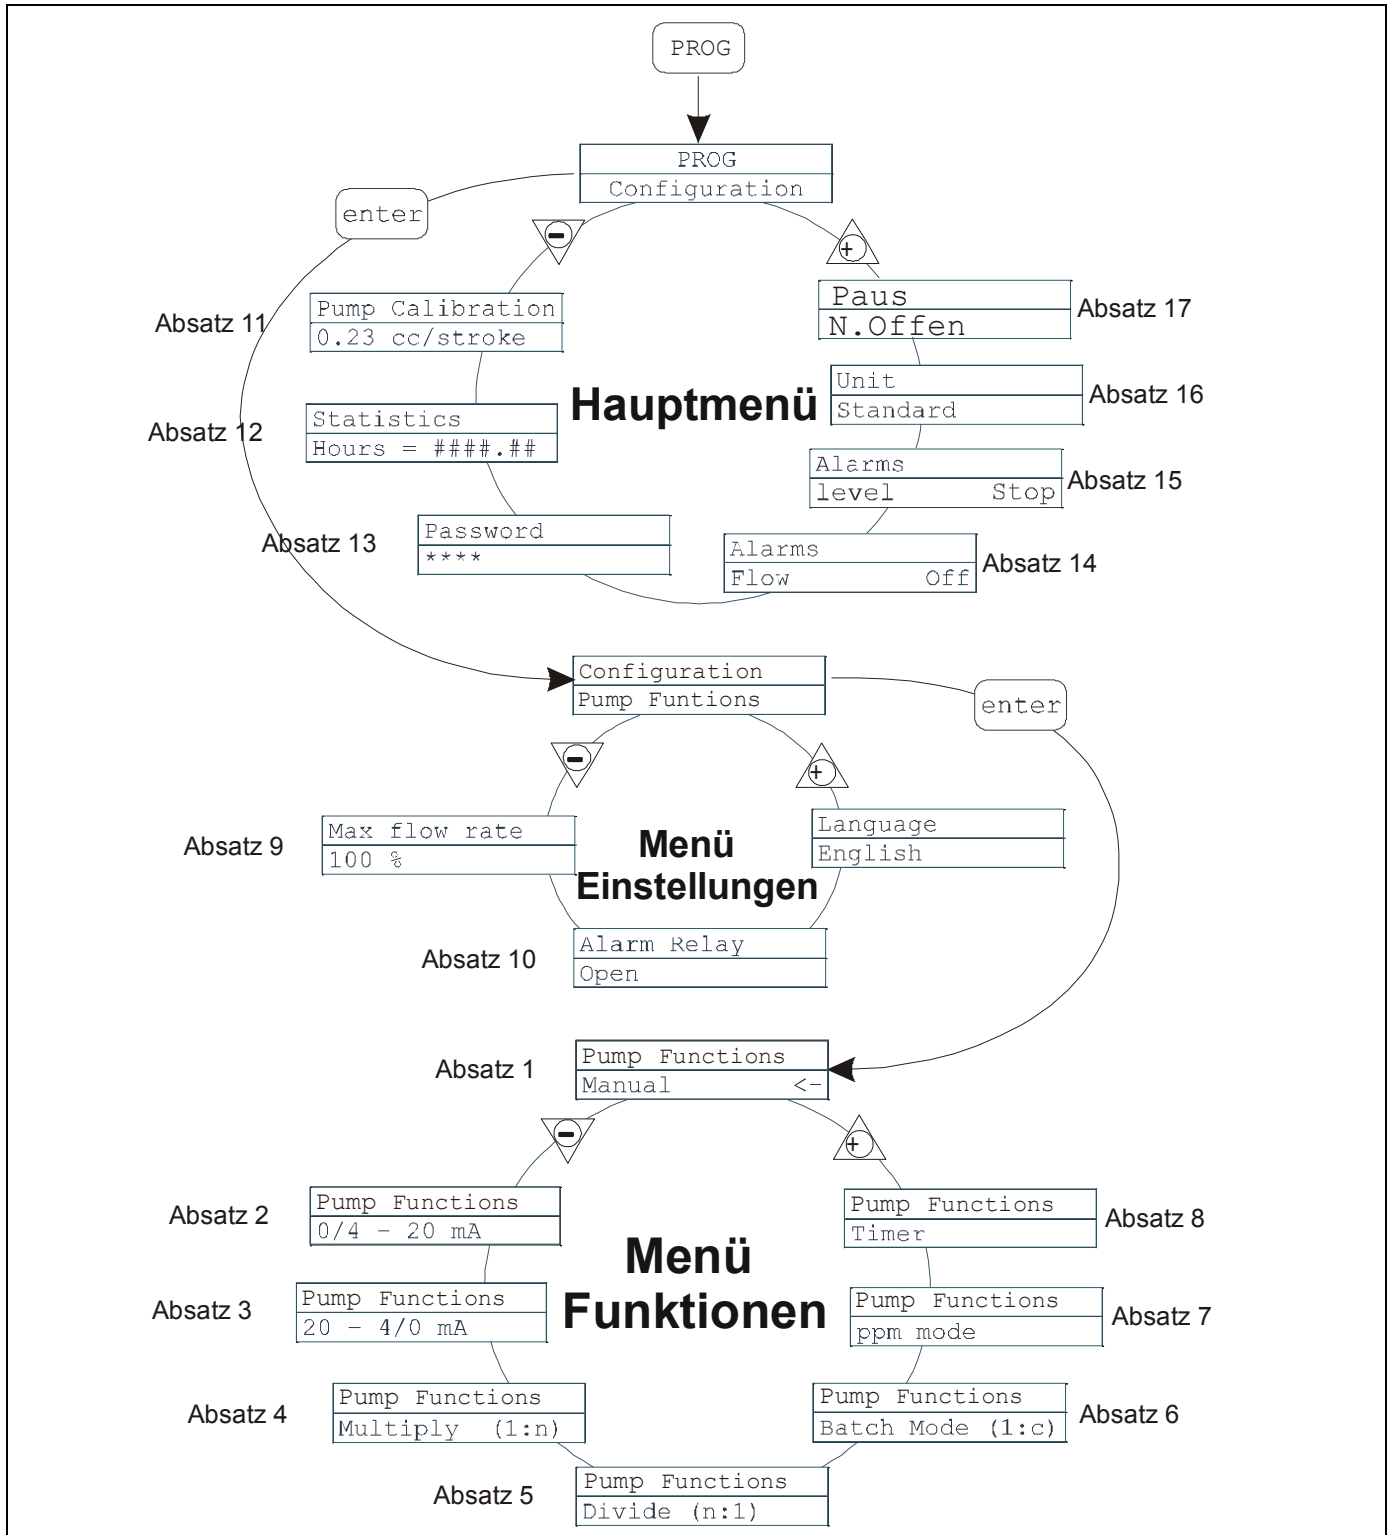 PROG
PROG
Configuration
enter
−
+
Pump Calibration
0.23 cc/stroke
Absatz 11
Paus
N.Offen
Absatz 17
Unit
Standard
Absatz 16
Hauptmenü
Statistics
Hours = ####.##
Absatz 12
Alarms
level Stop
Absatz 15
Password
****
Absatz 13
Alarms
Flow Off
Absatz 14
Configuration
Pump Funtions
enter
−
+
Max flow rate
100 %
Absatz 9
Menü
Einstellungen
Language
English
Alarm Relay
Open
Absatz 10
Absatz 1
Pump Functions
Manual <-
−
+
Absatz 2
Pump Functions
0/4 - 20 mA
Pump Functions
Timer
Absatz 8
Menü
Funktionen
Absatz 3
Pump Functions
20 - 4/0 mA
Pump Functions
ppm mode
Absatz 7
Absatz 4
Pump Functions
Multiply (1:n)
Pump Functions
Batch Mode (1:c)
Absatz 6
Absatz 5
Pump Functions
Divide (n:1)